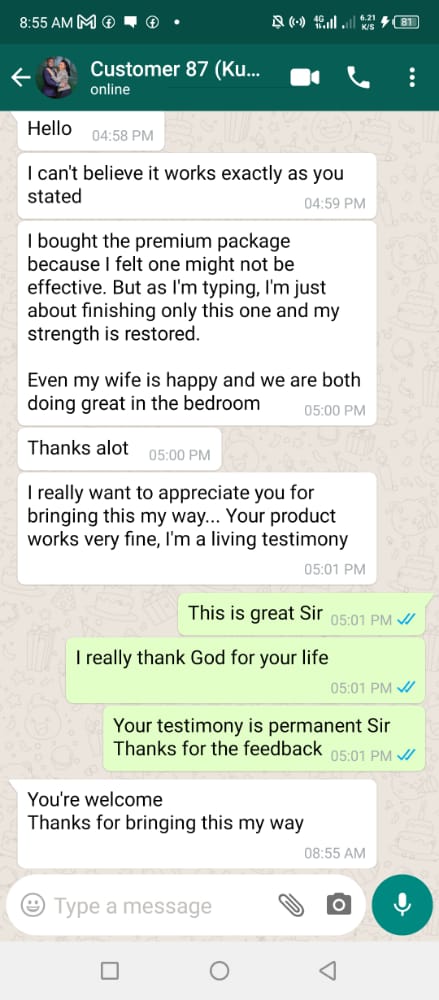 8:55 AM
4G
6.21
K/S
81
Customer 87 (Ku...
online
Hello 04:58 PM
I can't believe it works exactly as you
stated
04:59 PM
I bought the premium package
because I felt one might not be
effective. But as I'm typing, I'm just
about finishing only this one and my
strength is restored.
Even my wife is happy and we are both
doing great in the bedroom
05:00 PM
Thanks alot 05:00 PM
I really want to appreciate you for
bringing this my way... Your product
works very fine, I'm a living testimony
05:01 PM
This is great Sir 05:01 PM
I really thank God for your life
05:01 PM
Your testimony is permanent Sir
Thanks for the feedback 05:01 PM
You're welcome
Thanks for bringing this my way
08:55 AM
Type a message